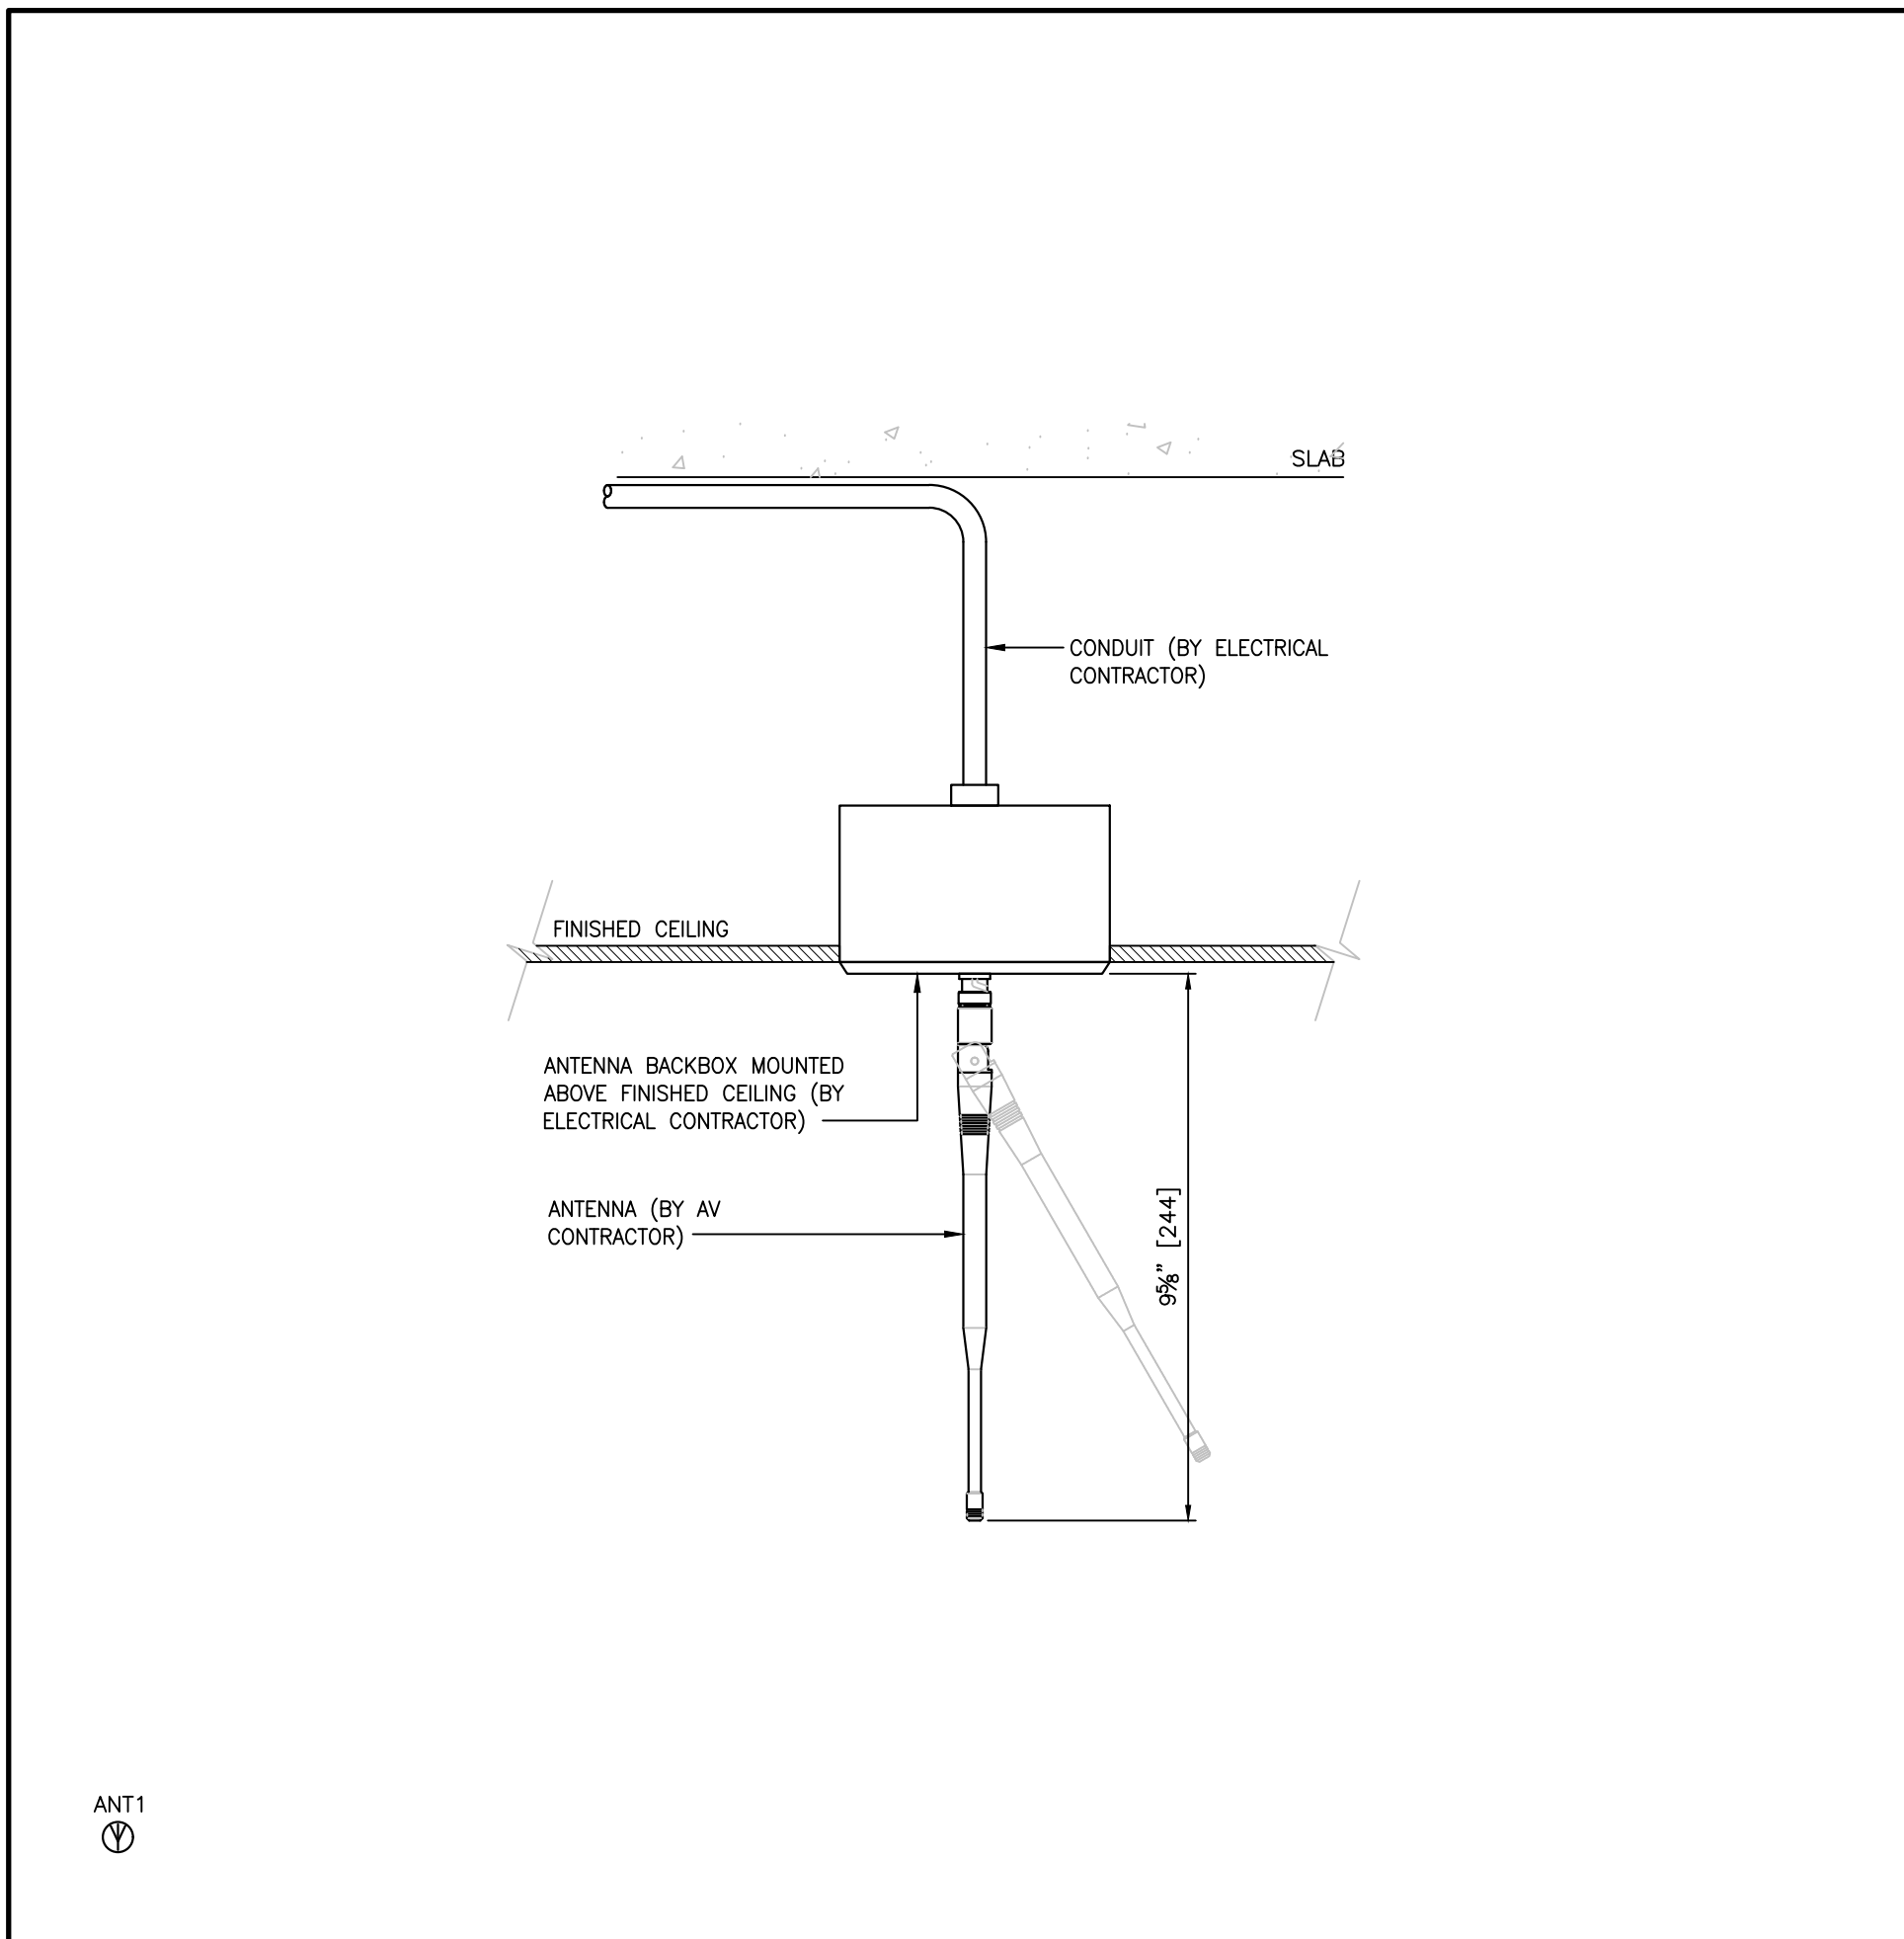 SLAB
CONDUIT (BY ELECTRICAL
CONTRACTOR)
FINISHED CEILING
ANTENNA BACKBOX MOUNTED
ABOVE FINISHED CEILING (BY
ELECTRICAL CONTRACTOR)
ANTENNA (BY AV
CONTRACTOR)
9⅝" [244]
ANT1